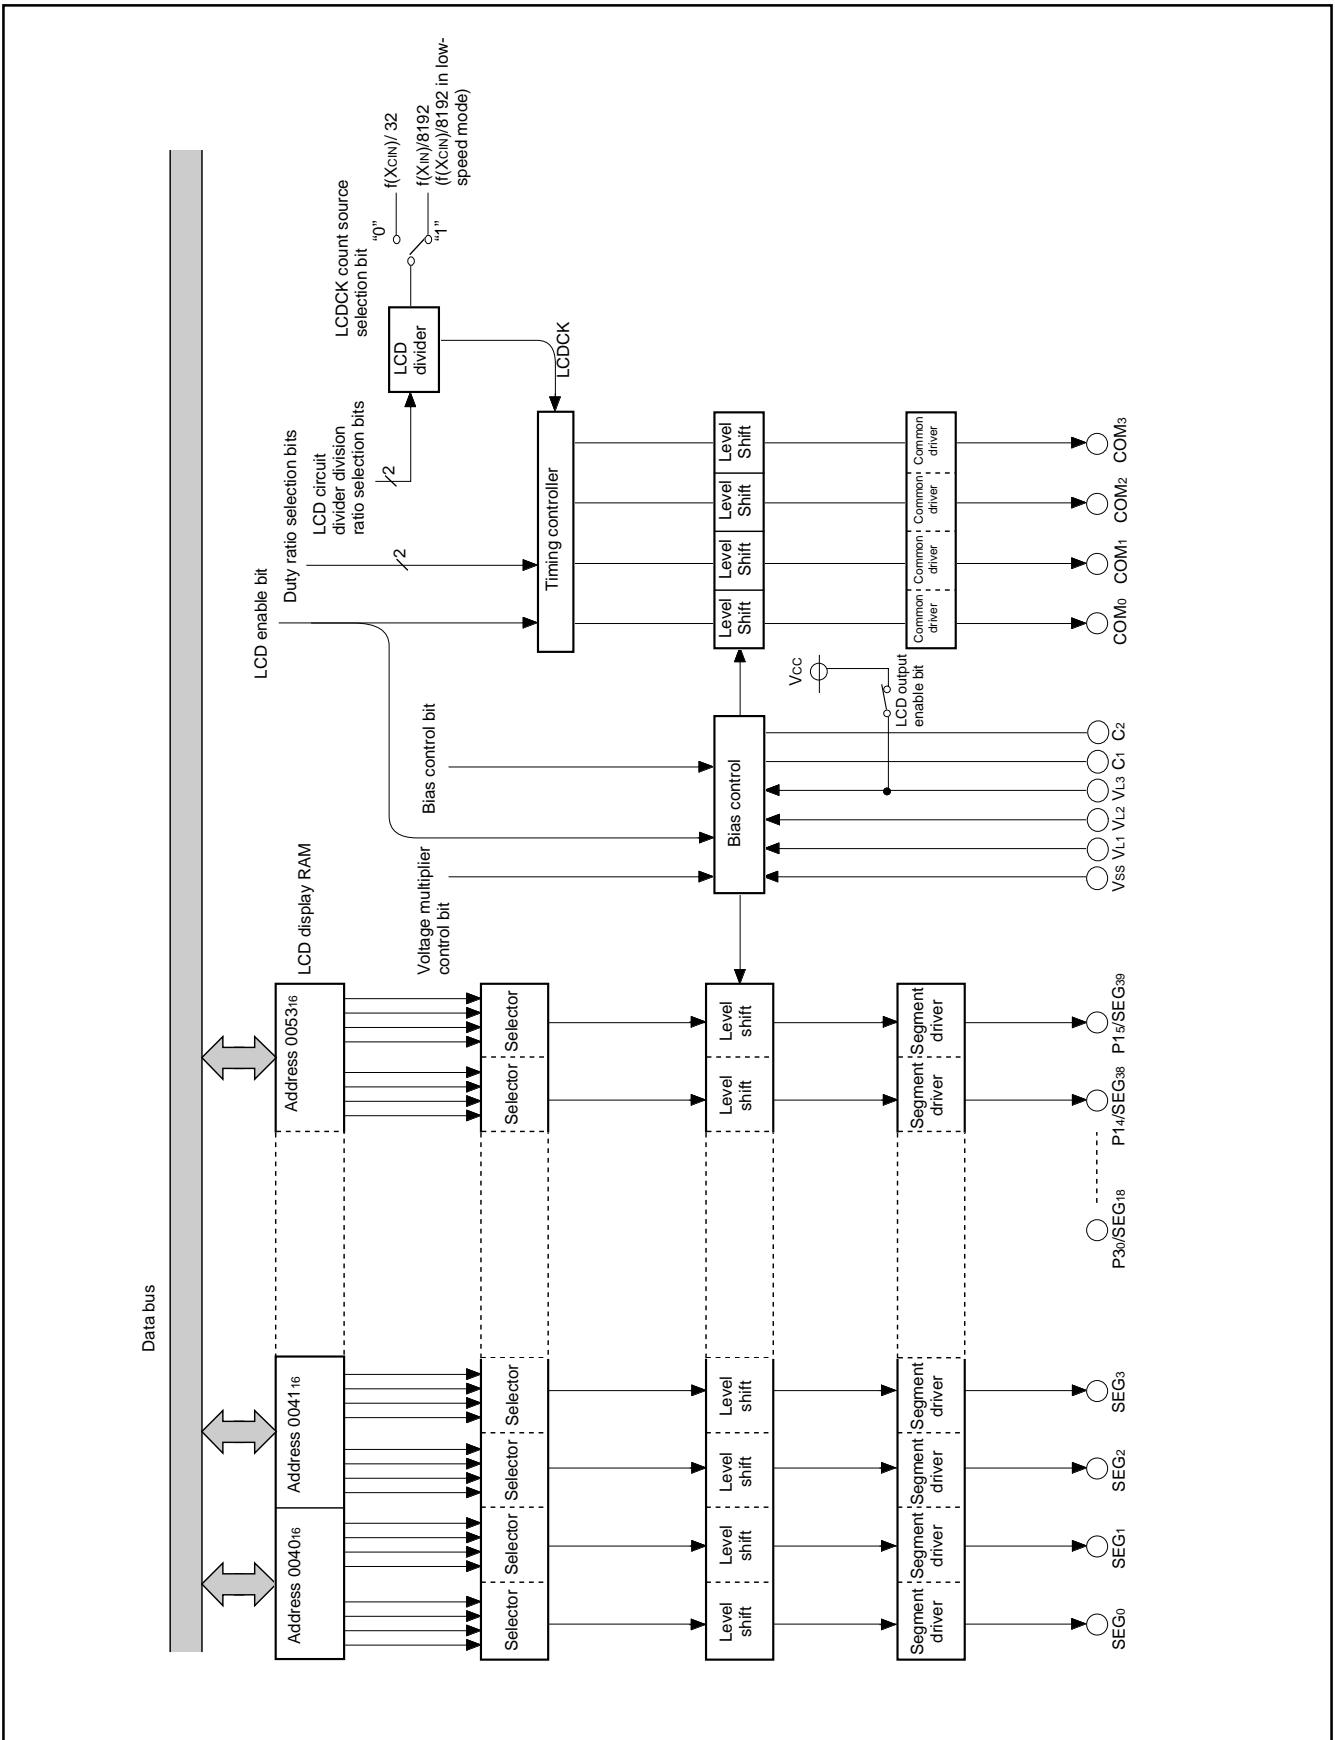 Data bus
LCD enable bit
Duty ratio selection bits
LCD circuit
divider division
ratio selection bits
2
2
LCDCK count source
selection bit
“0”
“1”
f(XCIN)/ 32
f(XIN)/8192
(f(XCIN)/8192 in low-
speed mode)
LCD
divider
LCDCK
Timing controller
LCD display RAM
Address 004016
Address 004116
Address 005316
Voltage multiplier
control bit
Bias control bit
Selector
Selector
Selector
Selector
Selector
Selector
Level
shift
Level
shift
Level
shift
Level
shift
Level
shift
Level
shift
Bias control
Level
Shift
Level
Shift
Level
Shift
Level
Shift
VCC
LCD output
enable bit
Segment
driver
Segment
driver
Segment
driver
Segment
driver
Segment
driver
Segment
driver
Common
driver
Common
driver
Common
driver
Common
driver
SEG0
SEG1
SEG2
SEG3
P30/SEG18
P14/SEG38
P15/SEG39
VSS
VL1
VL2
VL3
C1
C2
COM0
COM1
COM2
COM3